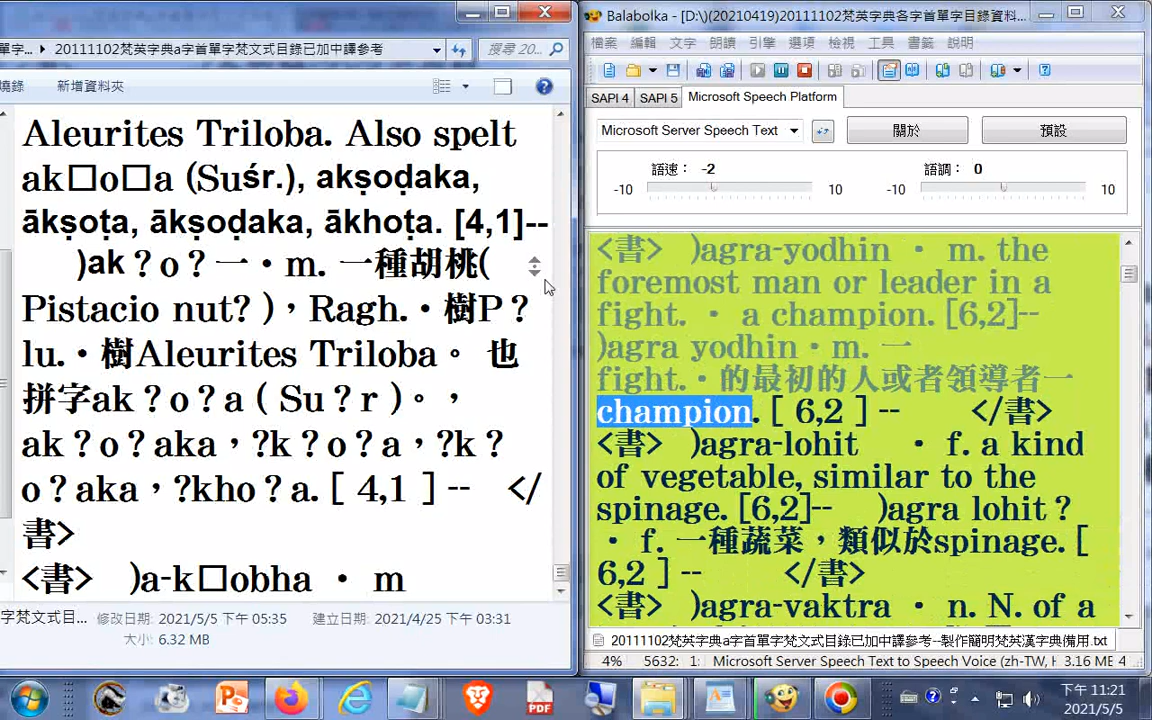 單字... ▸ 20111102梵英字典a字首單字梵文式目錄已加中譯參考
搜尋 20...
燒錄 新增資料夾
Aleurites Triloba. Also spelt
ak□o□a (Suśr.), akṣoḍaka,
ākṣoṭa, ākṣoḍaka, ākhoṭa. [4,1]--
)ak？o？一・m. 一種胡桃(
Pistacio nut? )，Ragh.・樹P？
lu.・樹Aleurites Triloba。 也
拼字ak？o？a ( Su？r )。，
ak？o？aka，?k？o？a，?k？
o？aka，?kho？a. [ 4,1 ] -- </
書>
<書> )a-k□obha ・ m
字梵文式目... 修改日期: 2021/5/5 下午 05:35 建立日期: 2021/4/25 下午 03:31
大小: 6.32 MB
Balabolka - [D:\)(20210419)20111102梵英字典各字首單字目錄資料...
檔案 編輯 文字 朗讀 引擎 選項 檢視 工具 書籤 說明
SAPI 4 SAPI 5 Microsoft Speech Platform
Microsoft Server Speech Text 關於 預設
語速： -2 語調： 0
-10 10 -10 10
<書> )agra-yodhin ・ m. the
foremost man or leader in a
fight. ・ a champion. [6,2]--
)agra yodhin・m. 一
fight.・的最初的人或者領導者一
champion. [ 6,2 ] -- </書>
<書> )agra-lohit ・ f. a kind
of vegetable, similar to the
spinage. [6,2]-- )agra lohit？
・ f. 一種蔬菜，類似於spinage. [
6,2 ] -- </書>
<書> )agra-vaktra ・ n. N. of a
20111102梵英字典a字首單字梵文式目錄已加中譯參考--製作簡明梵英漢字典備用.txt
4% 5632: 1: Microsoft Server Speech Text to Speech Voice (zh-TW, H 3.16 ME 4
PDF
下午 11:21
2021/5/5